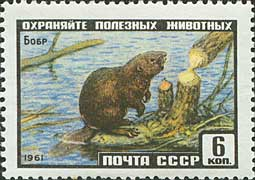 ОХРАНЯЙТЕ ПОЛЕЗНЫХ ЖИВОТНЫХ
БОБР
1961
ПОЧТА СССР
6
КОП.